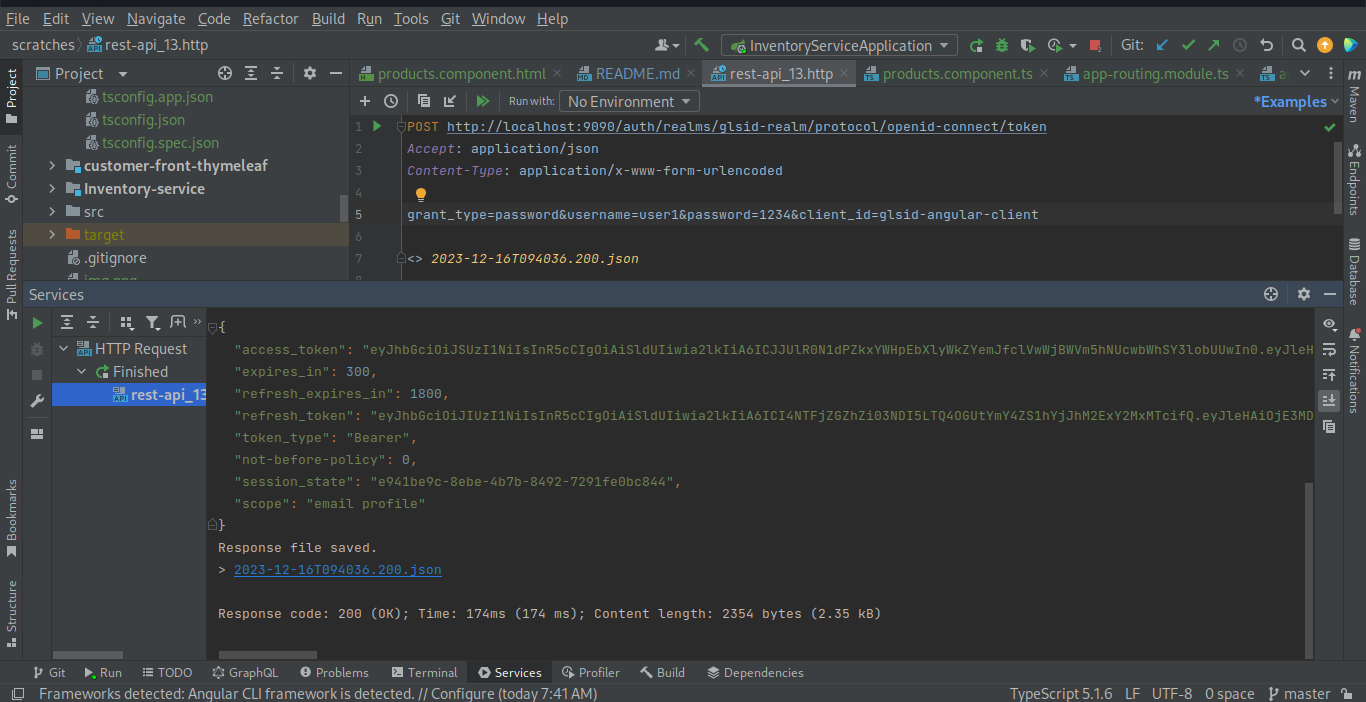 File Edit View Navigate Code Refactor Build Run Tools Git Window Help
scratches rest-api_13.http InventoryServiceApplication Git:
Project products.component.html README.md rest-api_13.http products.component.ts app-routing.module.ts a
tsconfig.app.json
tsconfig.json
tsconfig.spec.json
customer-front-thymeleaf
Inventory-service
src
target
.gitignore
Run with: No Environment *Examples
1 POST http://localhost:9090/auth/realms/glsid-realm/protocol/openid-connect/token
2 Accept: application/json
3 Content-Type: application/x-www-form-urlencoded
4
5 grant_type=password&username=user1&password=1234&client_id=glsid-angular-client
6
7 <> 2023-12-16T094036.200.json
8
Project
Commit
Pull Requests
Bookmarks
Structure
m
Maven
Endpoints
Database
Notifications
Services
HTTP Request
Finished
rest-api_13
{
"access_token": "eyJhbGciOiJSUzI1NiIsInR5cCIgOiAiSldUIiwia2lkIiA6ICJJUlR0N1dPZkxYWHpEbXlyWkZYemJfclVwWjBWVm5hNUcwbWhSY3lobUUwIn0.eyJleH
"expires_in": 300,
"refresh_expires_in": 1800,
"refresh_token": "eyJhbGciOiJIUzI1NiIsInR5cCIgOiAiSldUIiwia2lkIiA6ICI4NTFjZGZhZi03NDI5LTQ4OGUtYmY4ZS1hYjJhM2ExY2MxMTcifQ.eyJleHAiOjE3MD
"token_type": "Bearer",
"not-before-policy": 0,
"session_state": "e941be9c-8ebe-4b7b-8492-7291fe0bc844",
"scope": "email profile"
}
Response file saved.
> 2023-12-16T094036.200.json
Response code: 200 (OK); Time: 174ms (174 ms); Content length: 2354 bytes (2.35 kB)
Git Run TODO GraphQL Problems Terminal Services Profiler Build Dependencies
Frameworks detected: Angular CLI framework is detected. // Configure (today 7:41 AM) TypeScript 5.1.6 LF UTF-8 0 space master